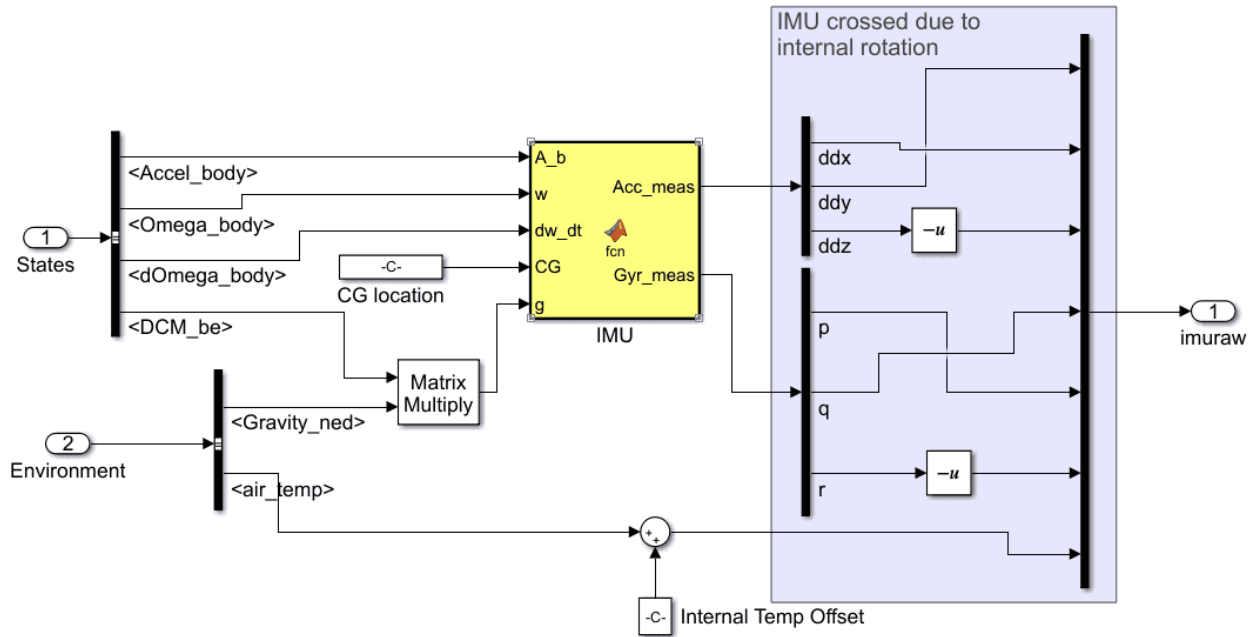 IMU crossed due to
internal rotation
1
States
<Accel_body>
<Omega_body>
<dOmega_body>
<DCM_be>
-C-
CG location
A_b
w
dw_dt
CG
g
Acc_meas
Gyr_meas
fcn
IMU
ddx
ddy
ddz
-u
p
q
r
-u
1
imuraw
Matrix
Multiply
2
Environment
<Gravity_ned>
<air_temp>
+
+
-C-
Internal Temp Offset